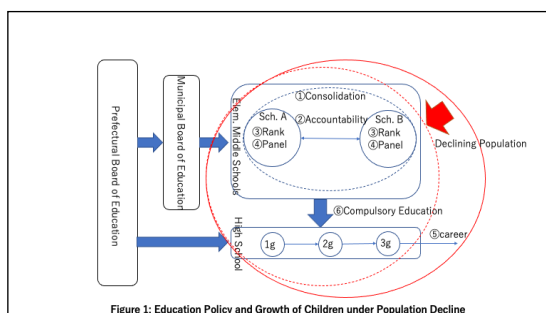 Prefectural Board of Education
Municipal Board of Education
Elem. Middle Schools
①Consolidation
Sch. A
②Accountability
Sch. B
③Rank
④Panel
③Rank
④Panel
Declining Population
⑥Compulsory Education
High School
1g
2g
3g
⑤career
Figure 1: Education Policy and Growth of Children under Population Decline